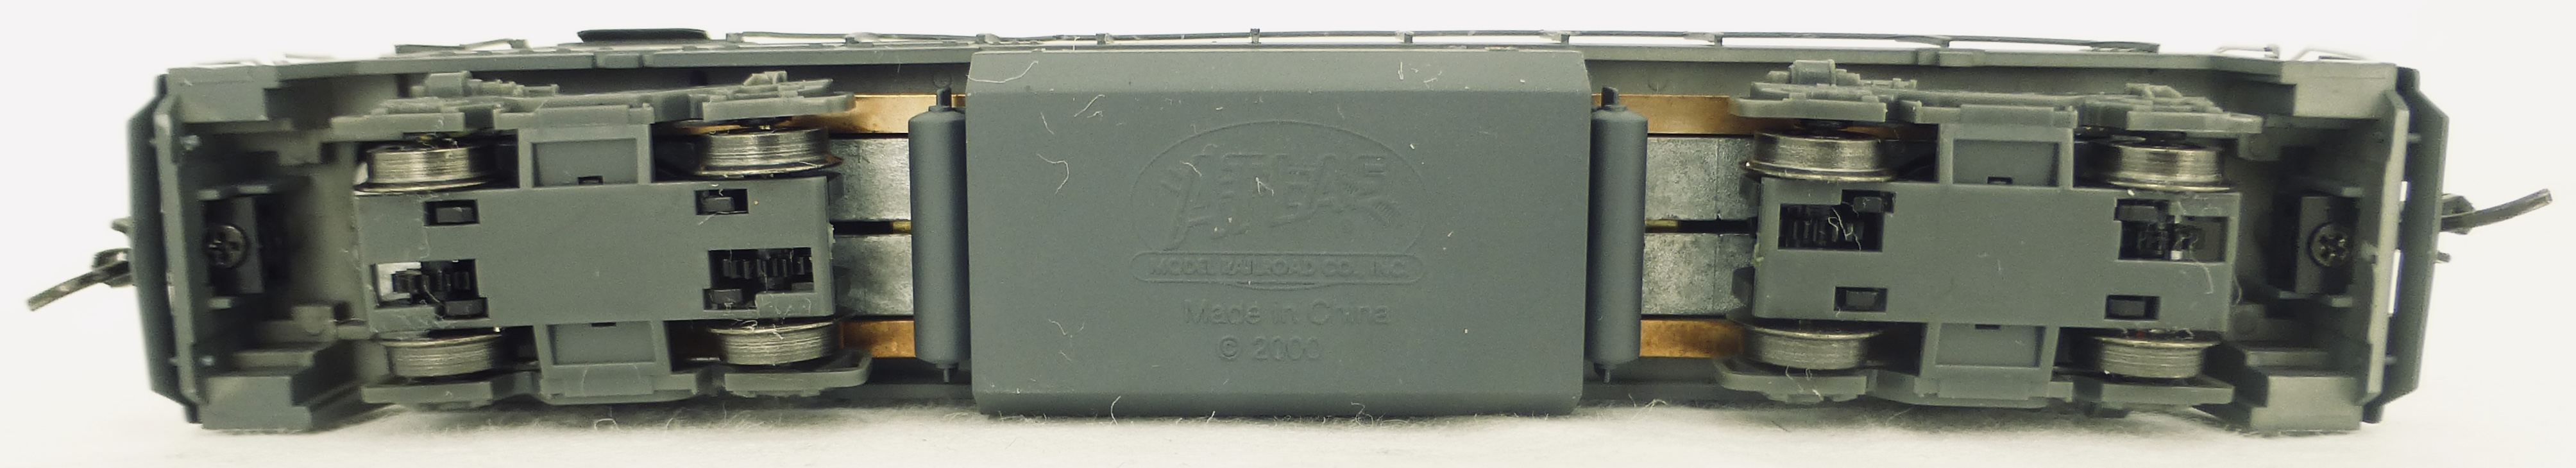 ATLAS
MODEL RAILROAD CO., INC.
Made in China
© 2000